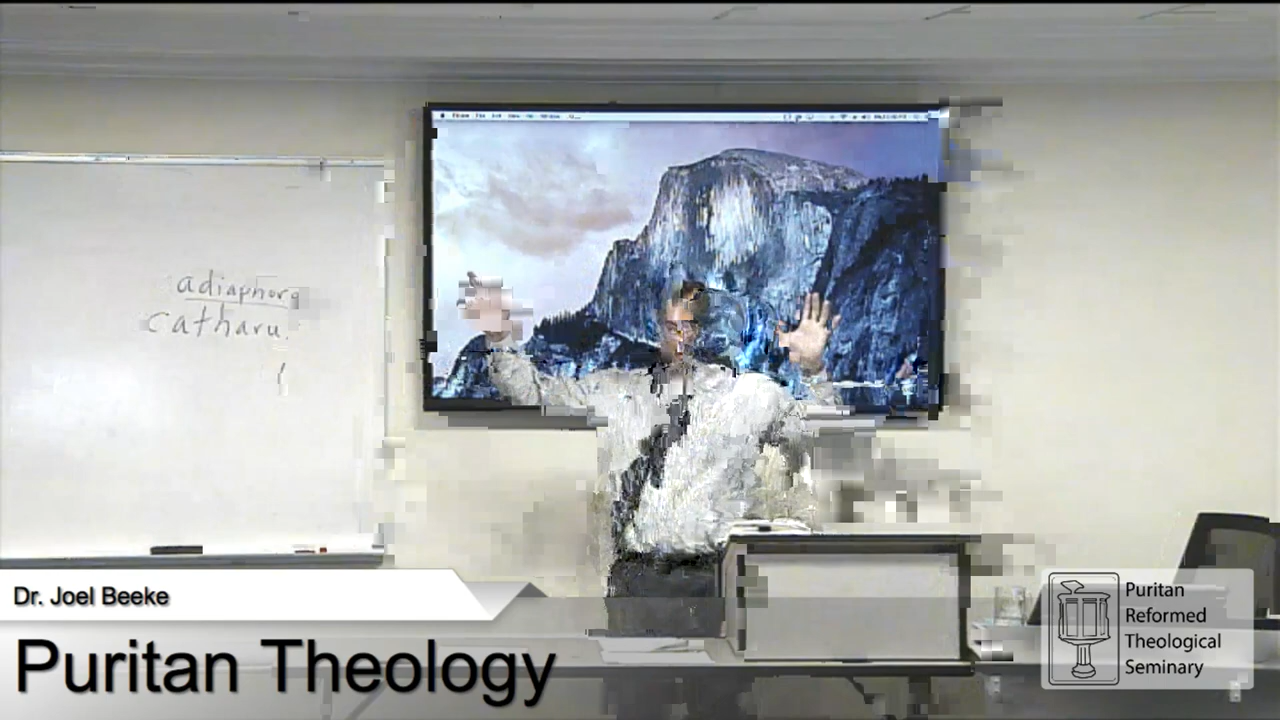 adiaphora
catharu
Dr. Joel Beeke
Puritan Theology
Puritan
Reformed
Theological
Seminary